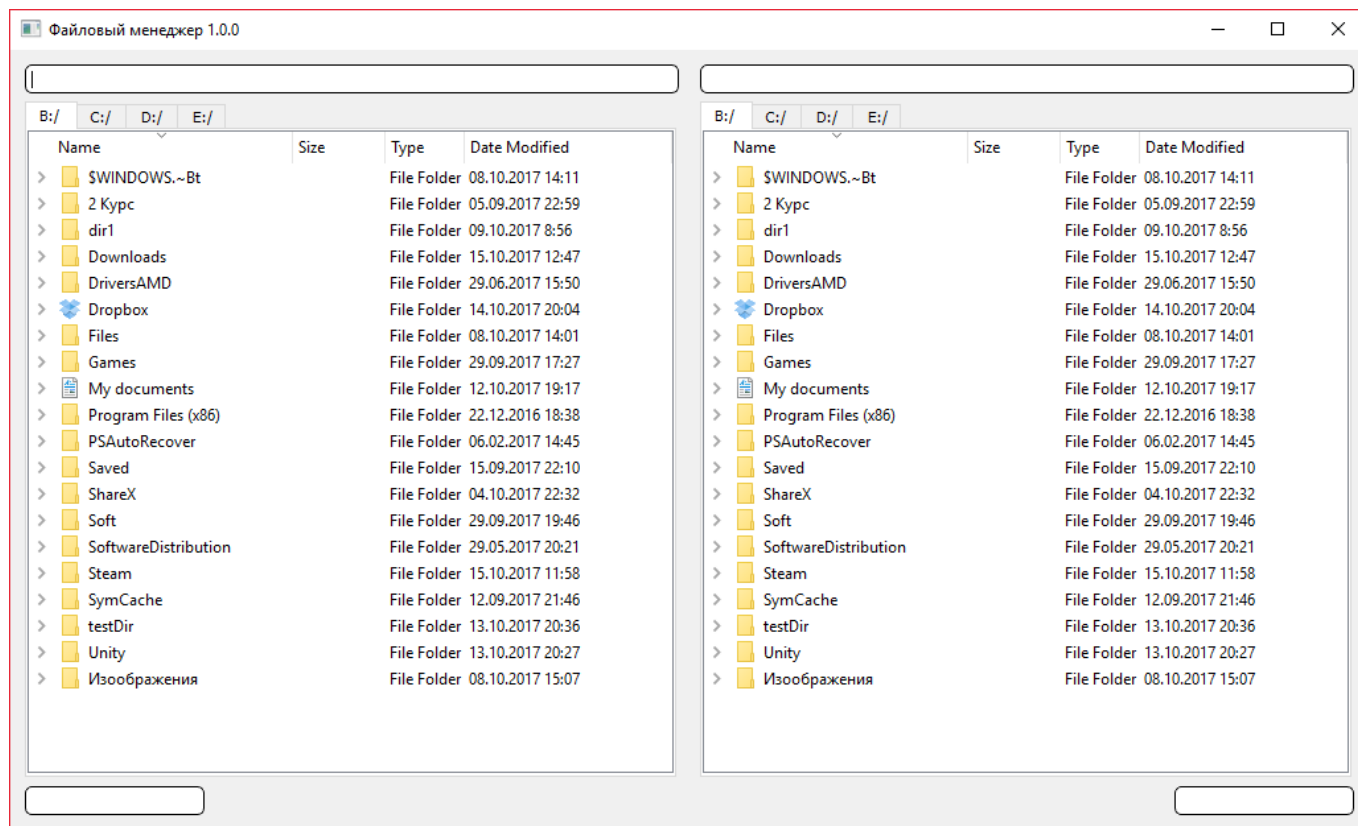 Файловый менеджер 1.0.0
B:/ C:/ D:/ E:/
Name Size Type Date Modified
$WINDOWS.~Bt File Folder 08.10.2017 14:11
2 Курс File Folder 05.09.2017 22:59
dir1 File Folder 09.10.2017 8:56
Downloads File Folder 15.10.2017 12:47
DriversAMD File Folder 29.06.2017 15:50
Dropbox File Folder 14.10.2017 20:04
Files File Folder 08.10.2017 14:01
Games File Folder 29.09.2017 17:27
My documents File Folder 12.10.2017 19:17
Program Files (x86) File Folder 22.12.2016 18:38
PSAutoRecover File Folder 06.02.2017 14:45
Saved File Folder 15.09.2017 22:10
ShareX File Folder 04.10.2017 22:32
Soft File Folder 29.09.2017 19:46
SoftwareDistribution File Folder 29.05.2017 20:21
Steam File Folder 15.10.2017 11:58
SymCache File Folder 12.09.2017 21:46
testDir File Folder 13.10.2017 20:36
Unity File Folder 13.10.2017 20:27
Изоображения File Folder 08.10.2017 15:07
B:/ C:/ D:/ E:/
Name Size Type Date Modified
$WINDOWS.~Bt File Folder 08.10.2017 14:11
2 Курс File Folder 05.09.2017 22:59
dir1 File Folder 09.10.2017 8:56
Downloads File Folder 15.10.2017 12:47
DriversAMD File Folder 29.06.2017 15:50
Dropbox File Folder 14.10.2017 20:04
Files File Folder 08.10.2017 14:01
Games File Folder 29.09.2017 17:27
My documents File Folder 12.10.2017 19:17
Program Files (x86) File Folder 22.12.2016 18:38
PSAutoRecover File Folder 06.02.2017 14:45
Saved File Folder 15.09.2017 22:10
ShareX File Folder 04.10.2017 22:32
Soft File Folder 29.09.2017 19:46
SoftwareDistribution File Folder 29.05.2017 20:21
Steam File Folder 15.10.2017 11:58
SymCache File Folder 12.09.2017 21:46
testDir File Folder 13.10.2017 20:36
Unity File Folder 13.10.2017 20:27
Изоображения File Folder 08.10.2017 15:07